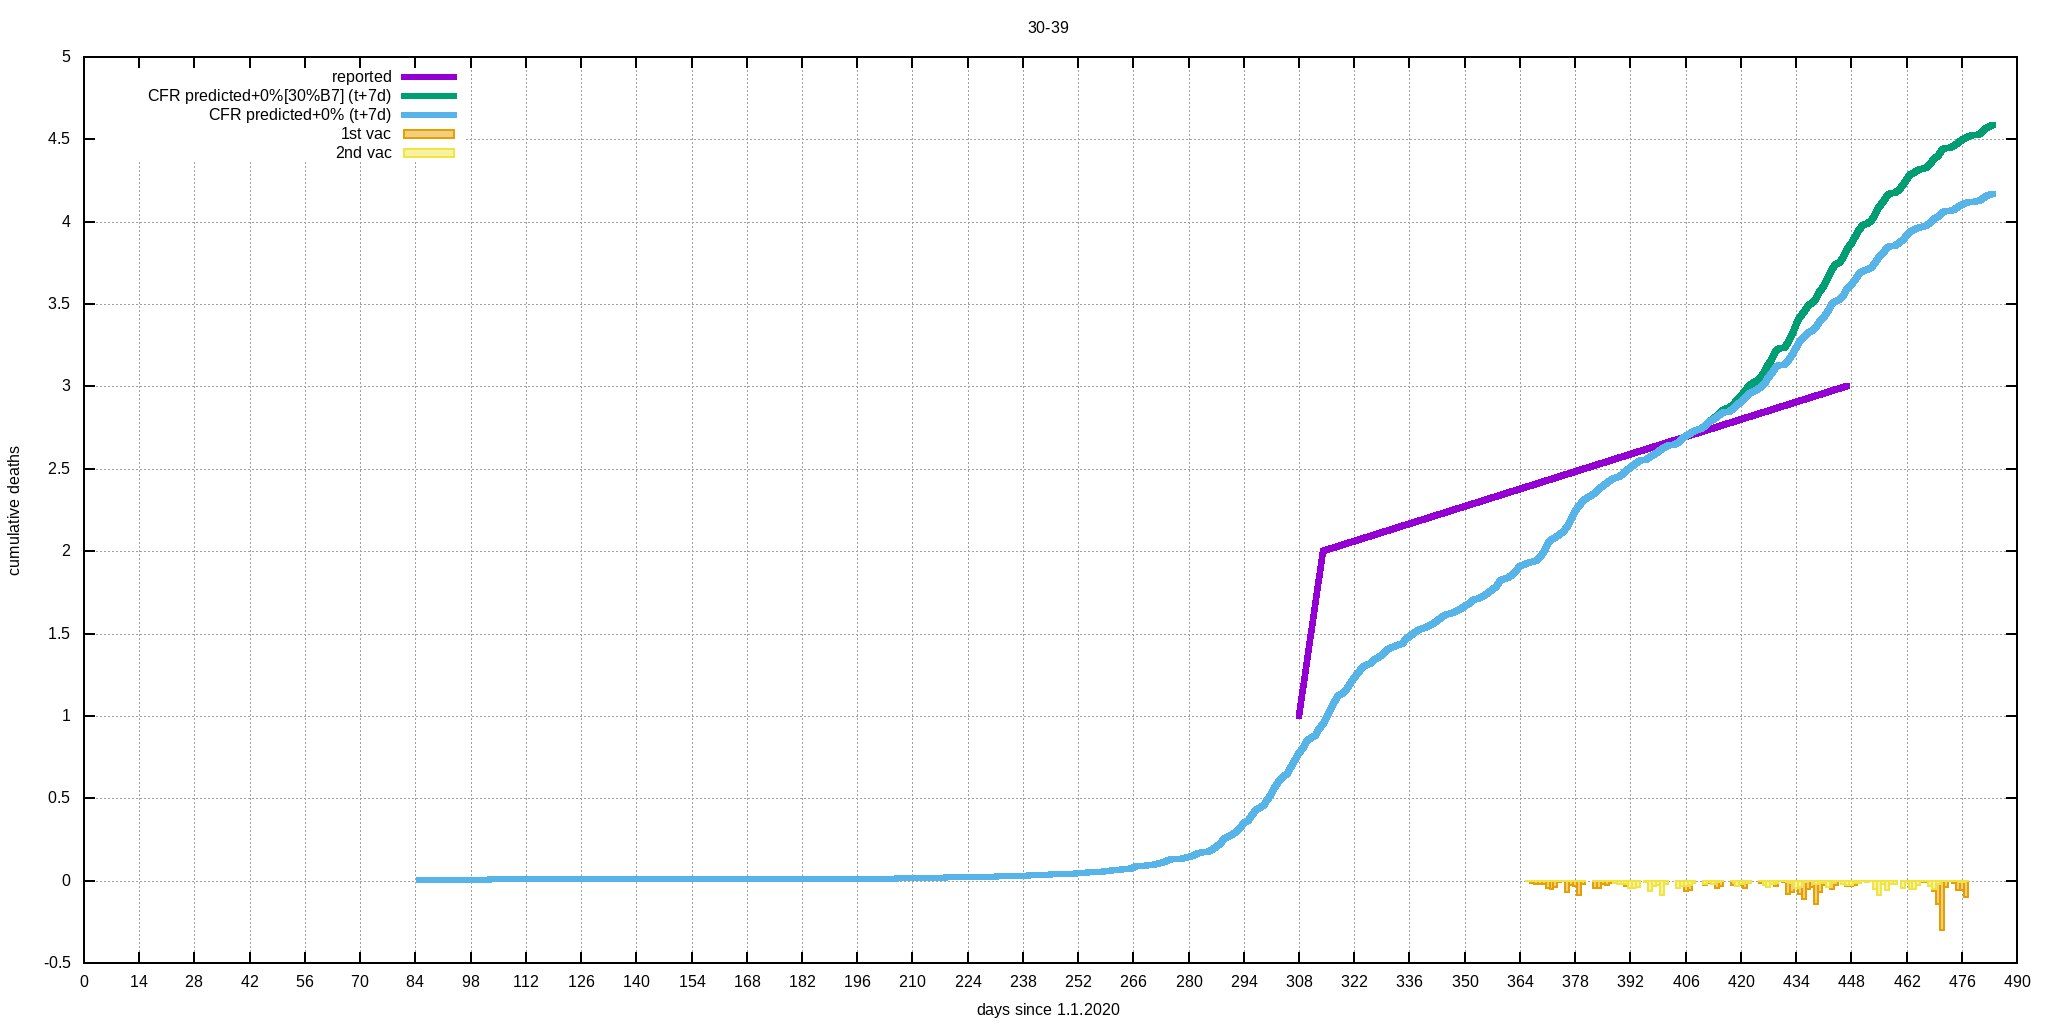 30-39
reported
CFR predicted+0%[30%B7] (t+7d)
CFR predicted+0% (t+7d)
1st vac
2nd vac
5
4.5
4
3.5
3
2.5
2
1.5
1
0.5
0
-0.5
cumulative deaths
0 14 28 42 56 70 84 98 112 126 140 154 168 182 196 210 224 238 252 266 280 294 308 322 336 350 364 378 392 406 420 434 448 462 476 490
days since 1.1.2020